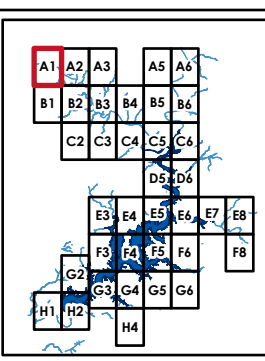 A1 A2 A3 A5 A6
B1 B2 B3 B4 B5 B6
C2 C3 C4 C5 C6
D5 D6
E3 E4 E5 E6 E7 E8
F3 F4 F5 F6 F8
G2
G3 G4 G5 G6
H1 H2
H4